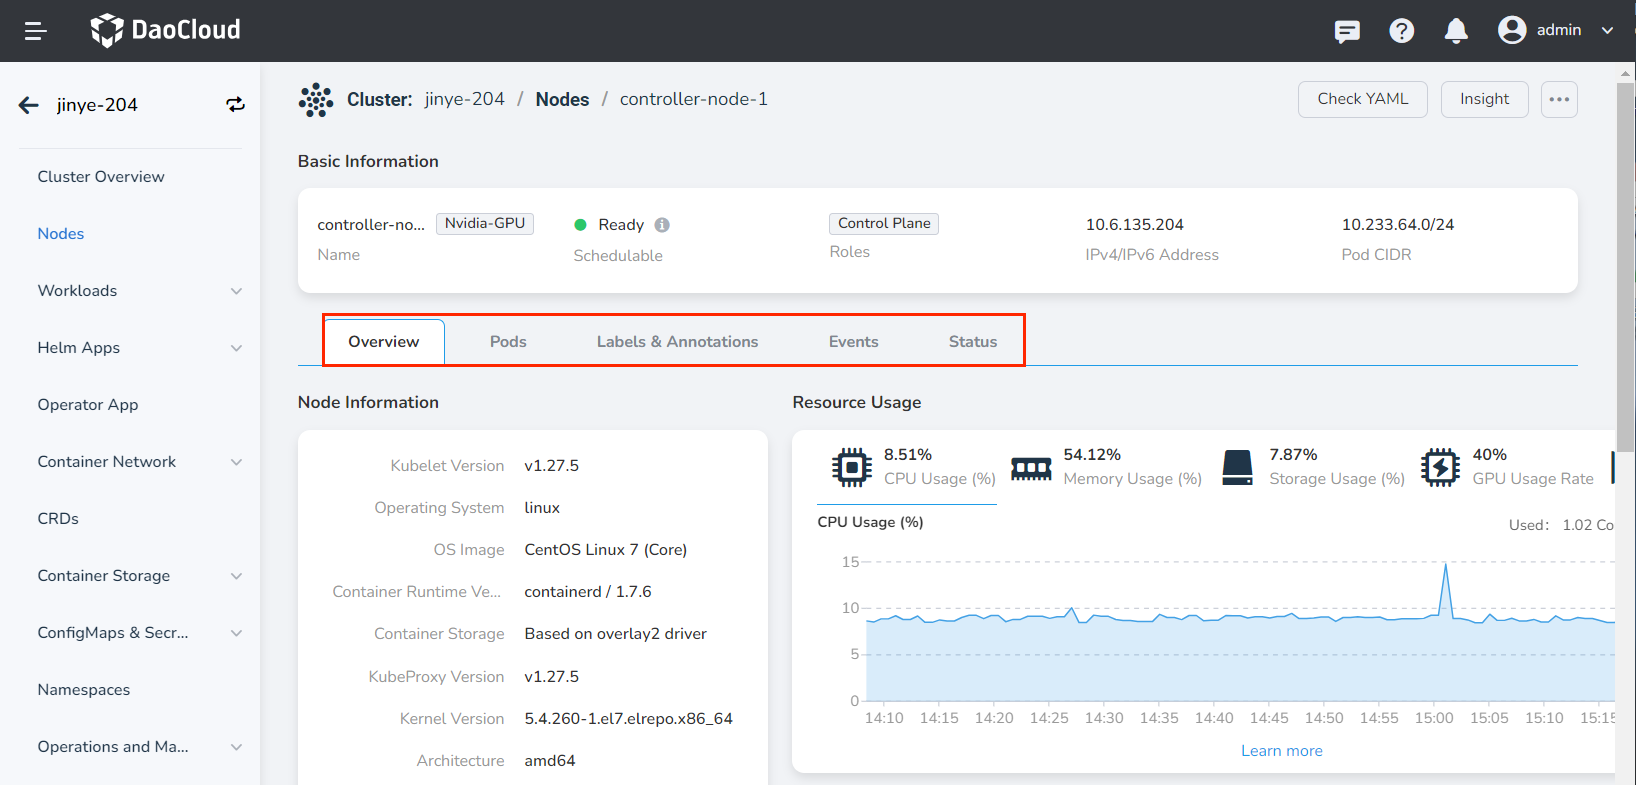 DaoCloud
admin
jinye-204
Cluster Overview
Nodes
Workloads
Helm Apps
Operator App
Container Network
CRDs
Container Storage
ConfigMaps & Secr...
Namespaces
Operations and Ma...
Cluster: jinye-204 / Nodes / controller-node-1
Check YAML
Insight
Basic Information
controller-no... Nvidia-GPU
Name
Ready
Schedulable
Control Plane
Roles
10.6.135.204
IPv4/IPv6 Address
10.233.64.0/24
Pod CIDR
Overview Pods Labels & Annotations Events Status
Node Information
Kubelet Version v1.27.5
Operating System linux
OS Image CentOS Linux 7 (Core)
Container Runtime Ve... containerd / 1.7.6
Container Storage Based on overlay2 driver
KubeProxy Version v1.27.5
Kernel Version 5.4.260-1.el7.elrepo.x86_64
Architecture amd64
Resource Usage
8.51%
CPU Usage (%)
54.12%
Memory Usage (%)
7.87%
Storage Usage (%)
40%
GPU Usage Rate
CPU Usage (%)
Used: 1.02 Co
15
10
5
0
14:10 14:15 14:20 14:25 14:30 14:35 14:40 14:45 14:50 14:55 15:00 15:05 15:10 15:15
Learn more